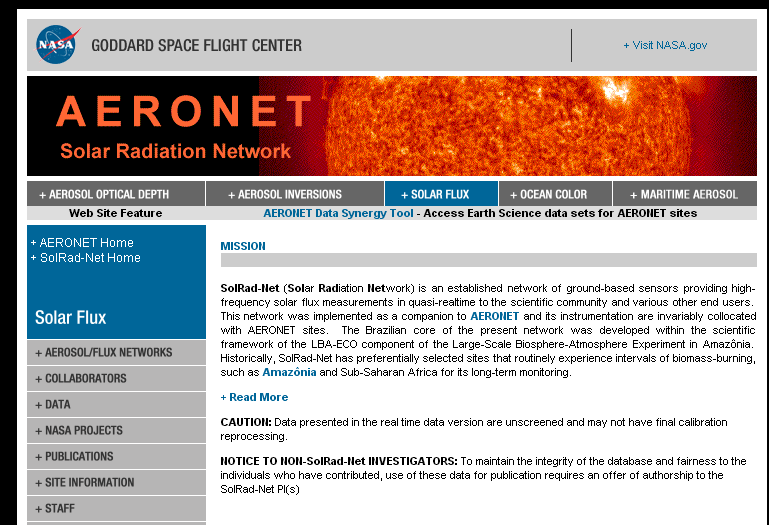 NASA
GODDARD SPACE FLIGHT CENTER
+ Visit NASA.gov
AERONET
Solar Radiation Network
+ AEROSOL OPTICAL DEPTH
+ AEROSOL INVERSIONS
+ SOLAR FLUX
+ OCEAN COLOR
+ MARITIME AEROSOL
Web Site Feature
AERONET Data Synergy Tool - Access Earth Science data sets for AERONET sites
+ AERONET Home
+ SolRad-Net Home
Solar Flux
+ AEROSOL/FLUX NETWORKS
+ COLLABORATORS
+ DATA
+ NASA PROJECTS
+ PUBLICATIONS
+ SITE INFORMATION
+ STAFF
MISSION
SolRad-Net (Solar Radiation Network) is an established network of ground-based sensors providing high-
frequency solar flux measurements in quasi-realtime to the scientific community and various other end users.
This network was implemented as a companion to AERONET and its instrumentation are invariably collocated
with AERONET sites. The Brazilian core of the present network was developed within the scientific
framework of the LBA-ECO component of the Large-Scale Biosphere-Atmosphere Experiment in Amazônia.
Historically, SolRad-Net has preferentially selected sites that routinely experience intervals of biomass-burning,
such as Amazónia and Sub-Saharan Africa for its long-term monitoring.
+ Read More
CAUTION: Data presented in the real time data version are unscreened and may not have final calibration
reprocessing.
NOTICE TO NON-SolRad-Net INVESTIGATORS: To maintain the integrity of the database and fairness to the
individuals who have contributed, use of these data for publication requires an offer of authorship to the
SolRad-Net PI(s)